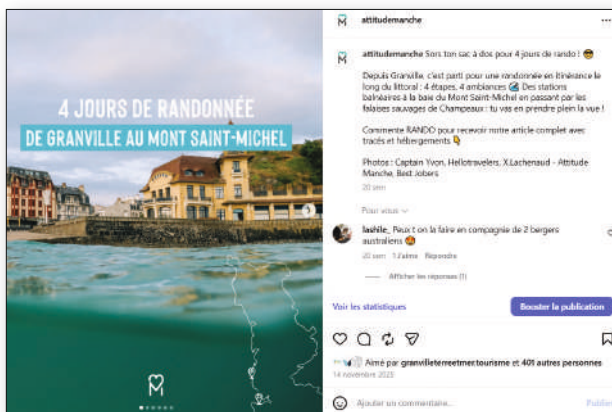 4 JOURS DE RANDONNÉE
DE GRANVILLE AU MONT SAINT-MICHEL
attitudemanche
attitudemanche Sors ton sac à dos pour 4 jours de rando ! 😎
Depuis Granville, c'est parti pour une randonnée en itinérance le
long du littoral : 4 étapes, 4 ambiances 🌊 Des stations
balnéaires à la baie du Mont Saint-Michel en passant par les
falaises sauvages de Champeaux : tu vas en prendre plein la vue !
Commente RANDO pour recevoir notre article complet avec
tracés et hébergements 👇
Photos : Captain Yvon, Hellotravelers, X.Lachenaud - Attitude
Manche, Best Jobers
20 sem
Pour vous
lashile_ Peux t on la faire en compagnie de 2 bergers
australiens 😍
20 sem 1 J'aime Répondre
Afficher les réponses (1)
Voir les statistiques
Booster la publication
Aimé par granvilleterreetmer.tourisme et 401 autres personnes
14 novembre 2025
Ajouter un commentaire...
Publier